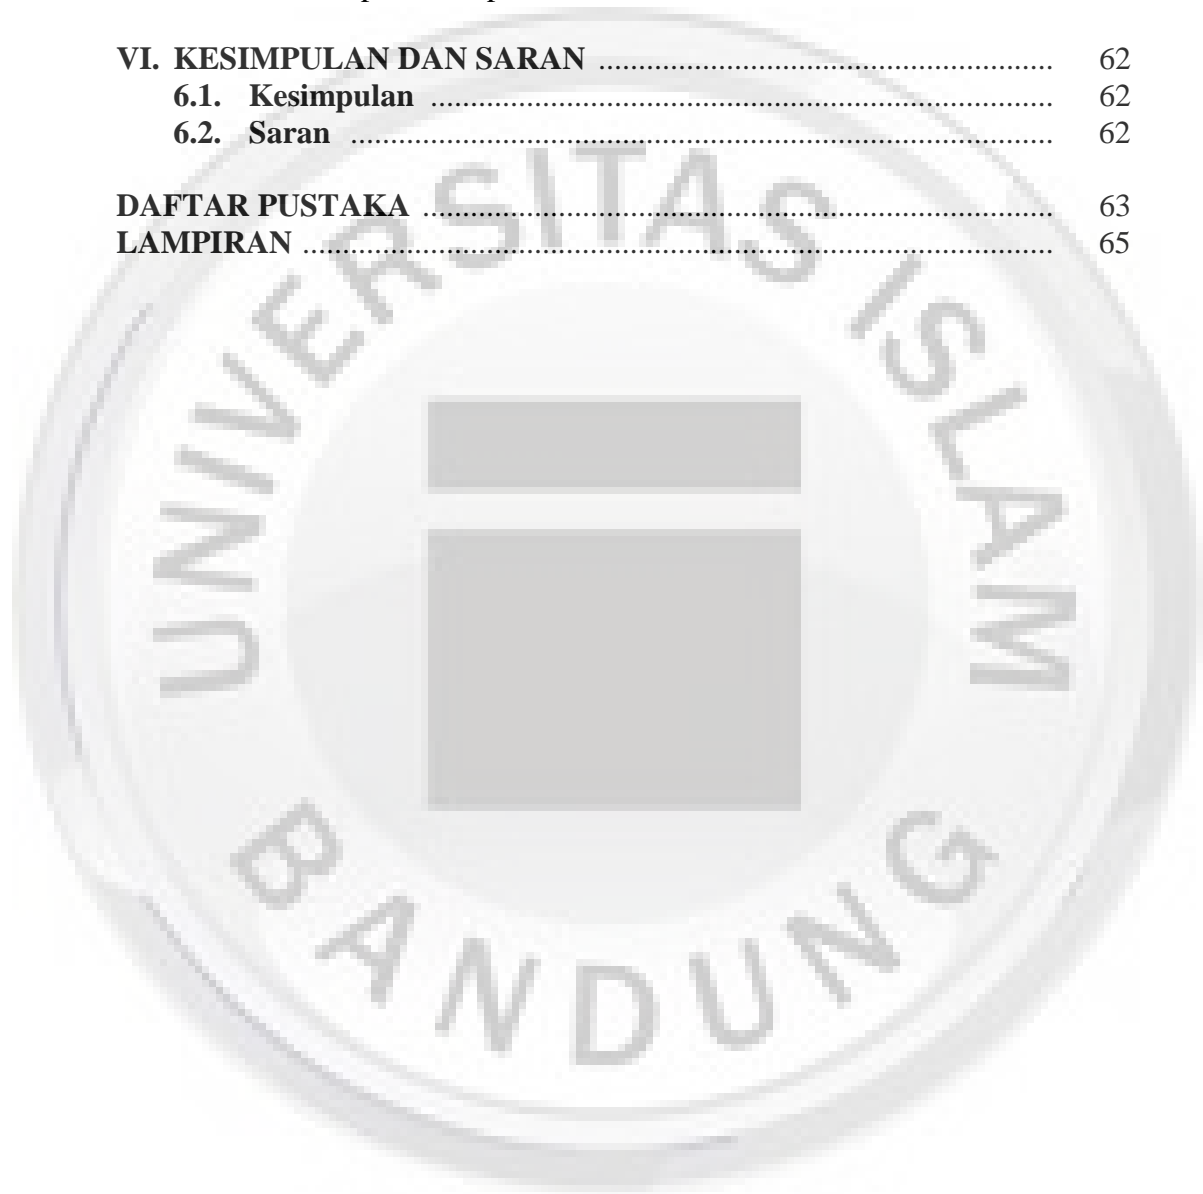 VI. KESIMPULAN DAN SARAN ........................................................ 62
6.1. Kesimpulan ............................................................................. 62
6.2. Saran ....................................................................................... 62
DAFTAR PUSTAKA .............................................................................. 63
LAMPIRAN ............................................................................................. 65
UNIVERSITAS ISLAM
BANDUNG